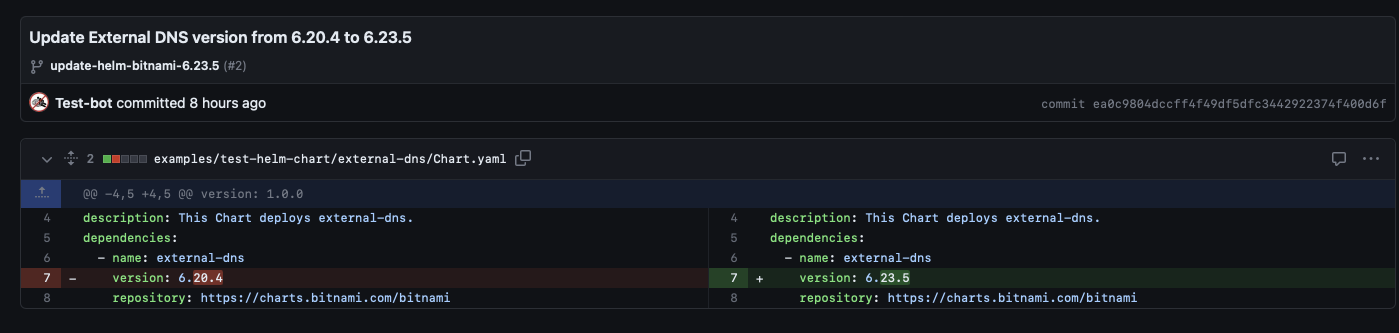 Update External DNS version from 6.20.4 to 6.23.5
update-helm-bitnami-6.23.5 (#2)
Test-bot committed 8 hours ago
commit ea0c9804dccff4f49df5dfc3442922374f400d6f
2 examples/test-helm-chart/external-dns/Chart.yaml
@@ -4,5 +4,5 @@ version: 1.0.0
4 description: This Chart deploys external-dns.
5 dependencies:
6 - name: external-dns
7 - version: 6.20.4
8 repository: https://charts.bitnami.com/bitnami
4 description: This Chart deploys external-dns.
5 dependencies:
6 - name: external-dns
7 + version: 6.23.5
8 repository: https://charts.bitnami.com/bitnami